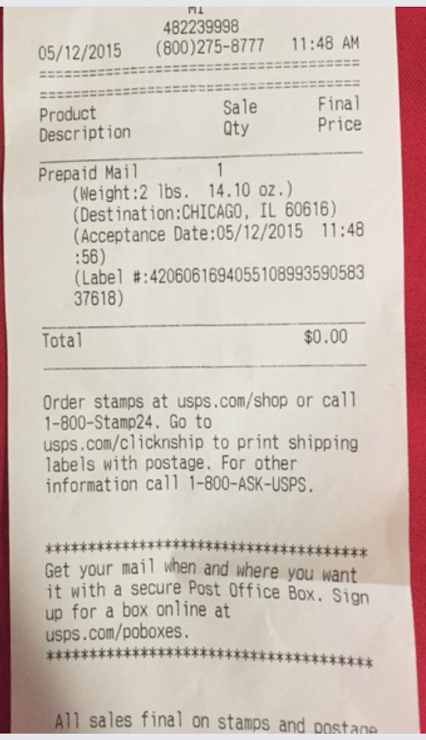 MI
482239998
05/12/2015 (800)275-8777 11:48 AM
========================================
========================================
Product Sale Final
Description Qty Price
Prepaid Mail 1
(Weight:2 lbs. 14.10 oz.)
(Destination:CHICAGO, IL 60616)
(Acceptance Date:05/12/2015 11:48
:56)
(Label #:42060616940551089935905​83
37618)
Total $0.00
Order stamps at usps.com/shop or call
1-800-Stamp24. Go to
usps.com/clicknship to print shipping
labels with postage. For other
information call 1-800-ASK-USPS.
****************************************
Get your mail when and where you want
it with a secure Post Office Box. Sign
up for a box online at
usps.com/poboxes.
****************************************
All sales final on stamps and postage